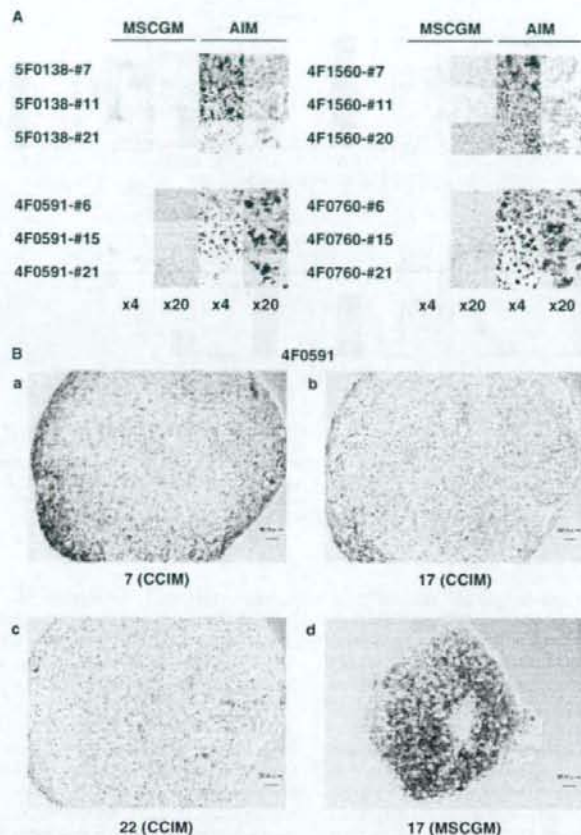 A
MSCGM AIM MSCGM AIM
5F0138-#7 4F1560-#7
5F0138-#11 4F1560-#11
5F0138-#21 4F1560-#20
4F0591-#6 4F0760-#6
4F0591-#15 4F0760-#15
4F0591-#21 4F0760-#21
x4 x20 x4 x20 x4 x20 x4 x20
B 4F0591
a b
7 (CCIM) 17 (CCIM)
c d
22 (CCIM) 17 (MSCGM)